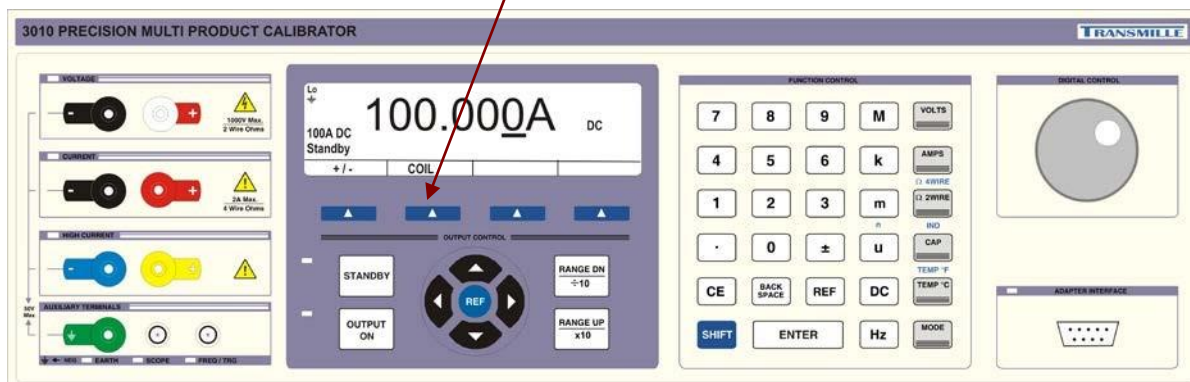 3010 PRECISION MULTI PRODUCT CALIBRATOR
TRANSMILLE
VOLTAGE
1000V Max.
2 Wire Ohms
CURRENT
2A Max.
4 Wire Ohms
HIGH CURRENT
50V
Max.
AUXILIARY TERMINALS
NEG EARTH SCOPE FREQ / TRG
Lo
100.000A DC
100A DC
Standby
+ / - COIL
OUTPUT CONTROL
STANDBY
OUTPUT
ON
REF
RANGE DN
÷10
RANGE UP
x10
FUNCTION CONTROL
7 8 9 M VOLTS
4 5 6 k AMPS
Ω 4WIRE
1 2 3 m Ω 2WIRE
n IND
. 0 ± u CAP
TEMP °F
CE BACK SPACE REF DC TEMP °C
SHIFT ENTER Hz MODE
DIGITAL CONTROL
ADAPTER INTERFACE